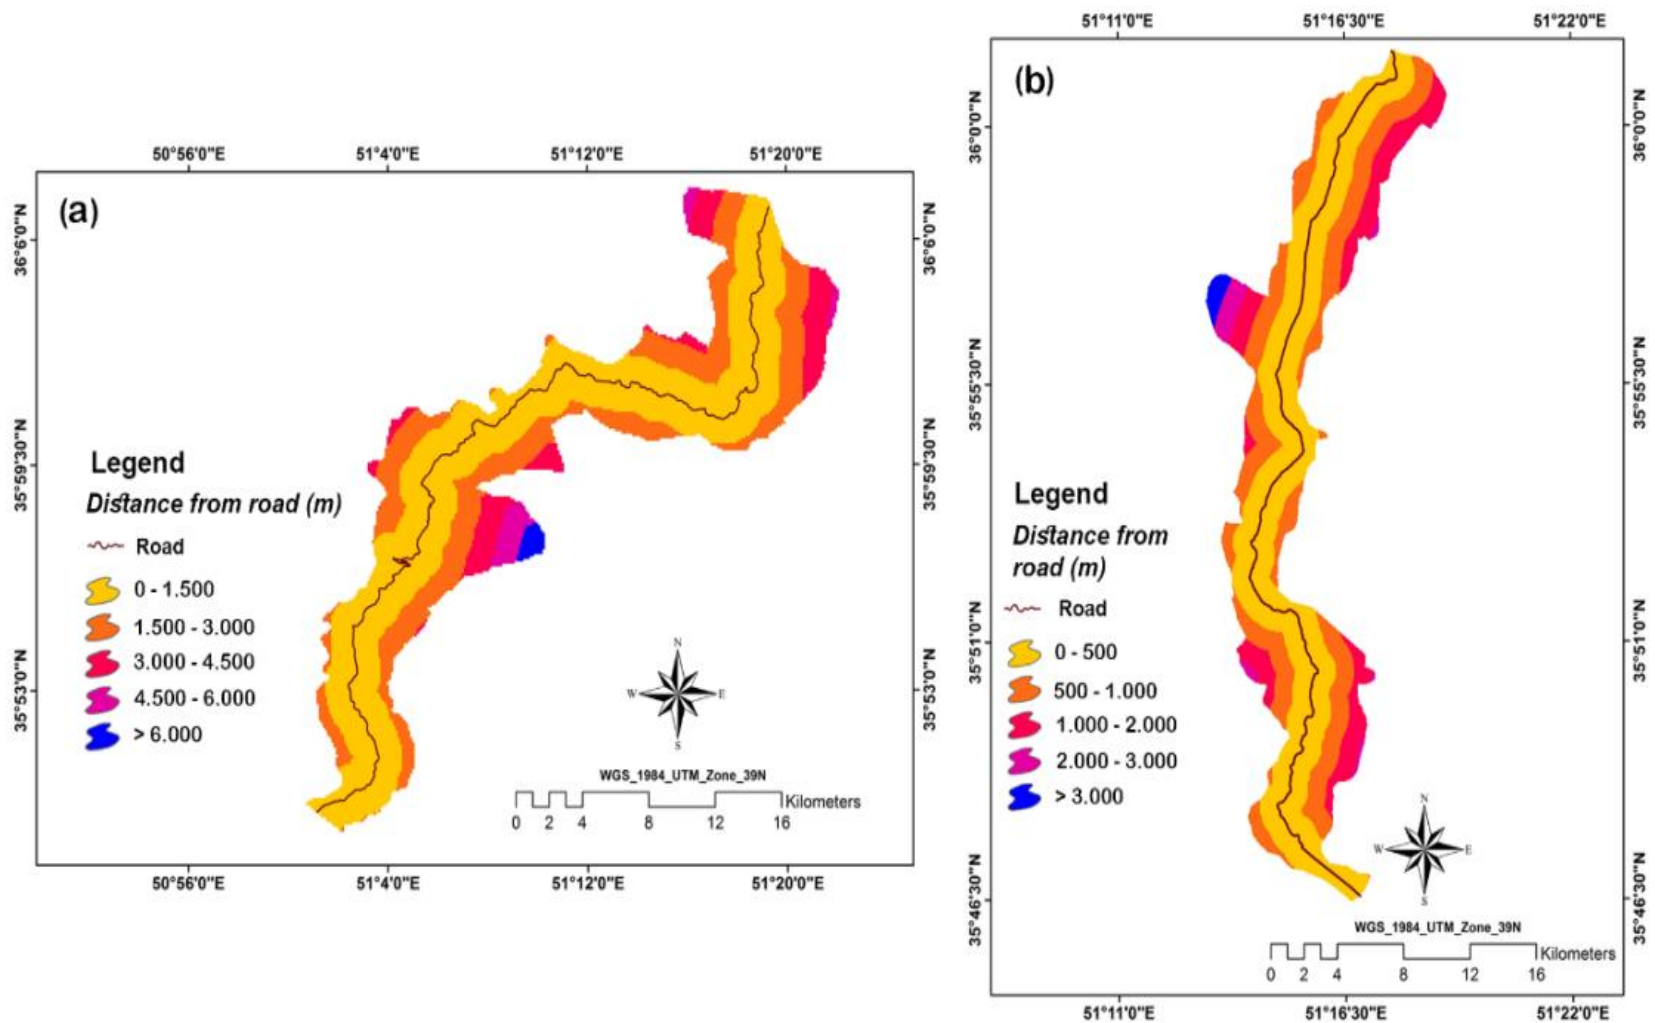 (a)
50°56'0"E 51°4'0"E 51°12'0"E 51°20'0"E
36°6'0"N
36°6'0"N
35°59'30"N
35°59'30"N
35°53'0"N
35°53'0"N
Legend
Distance from road (m)
Road
0 - 1.500
1.500 - 3.000
3.000 - 4.500
4.500 - 6.000
> 6.000
N
W E
S
WGS_1984_UTM_Zone_39N
Kilometers
0 2 4 8 12 16
50°56'0"E 51°4'0"E 51°12'0"E 51°20'0"E
51°11'0"E 51°16'30"E 51°22'0"E
(b)
36°0'0"N
36°0'0"N
35°55'30"N
35°55'30"N
35°51'0"N
35°51'0"N
35°46'30"N
35°46'30"N
Legend
Distance from
road (m)
Road
0 - 500
500 - 1.000
1.000 - 2.000
2.000 - 3.000
> 3.000
N
W E
S
WGS_1984_UTM_Zone_39N
Kilometers
0 2 4 8 12 16
51°11'0"E 51°16'30"E 51°22'0"E